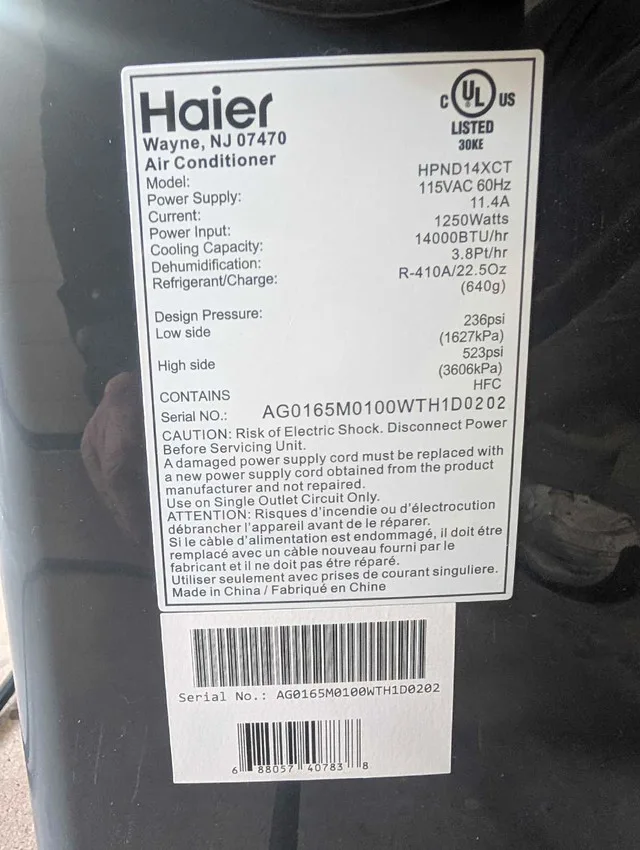 Haier
Wayne, NJ 07470
Air Conditioner
C UL US
LISTED
30KE
Model: HPND14XCT
Power Supply: 115VAC 60Hz
Current: 11.4A
Power Input: 1250Watts
Cooling Capacity: 14000BTU/hr
Dehumidification: 3.8Pt/hr
Refrigerant/Charge: R-410A/22.5Oz
(640g)
Design Pressure:
Low side 236psi
(1627kPa)
High side 523psi
(3606kPa)
CONTAINS HFC
Serial NO.: AG0165M0100WTH1D0202
CAUTION: Risk of Electric Shock. Disconnect Power
Before Servicing Unit.
A damaged power supply cord must be replaced with
a new power supply cord obtained from the product
manufacturer and not repaired.
Use on Single Outlet Circuit Only.
ATTENTION: Risques d'incendie ou d'électrocution
débrancher l'appareil avant de le réparer.
Si le càble d'alimentation est endommagé, il doit étre
remplacé avec un càble nouveau fourni par le
fabricant et il ne doit pas étre réparé.
Utiliser seulement avec prises de courant singuliere.
Made in China / Fabriqué en Chine
Serial No.: AG0165M0100WTH1D0202
6 88057 40783 8